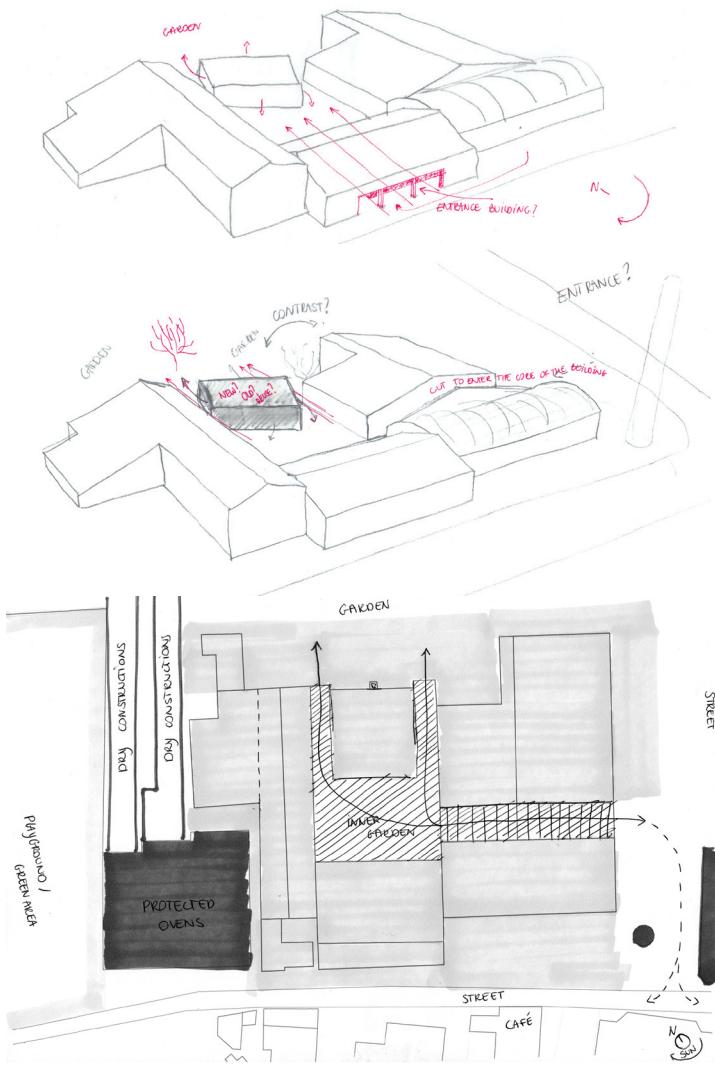 GARDEN
N
ENTRANCE BUILDING?
ENTRANCE?
CONTRAST?
GARDEN
GARDEN
NEW?
OLD?
CUT TO ENTER THE CORE OF THE BUILDING
GARDEN
DRY CONSTRUCTIONS
DRY CONSTRUCTIONS
STREET
PLAYGROUND /
GREEN AREA
INNER
GARDEN
PROTECTED
OVENS
STREET
CAFÉ
N
SUN